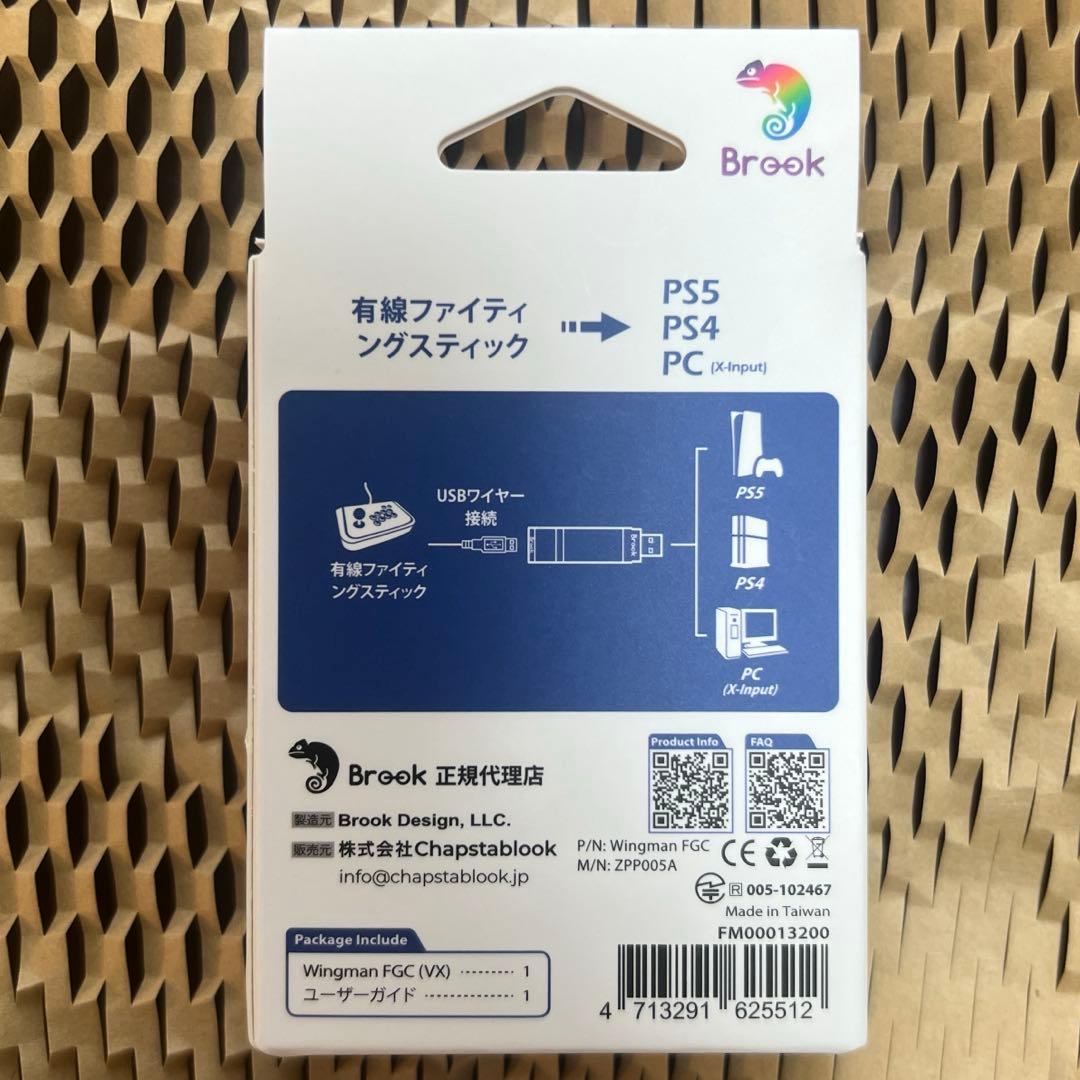 Brook
有線ファイティ
ングスティック
PS5
PS4
PC (X-Input)
USBワイヤー
接続
有線ファイティ
ングスティック
Brook
Brook
PS5
PS4
PC
(X-Input)
Brook 正規代理店
製造元 Brook Design, LLC.
販売元 株式会社Chapstablook
info@chapstablook.jp
Product Info
FAQ
P/N: Wingman FGC
M/N: ZPP005A
CE
R 005-102467
Made in Taiwan
FM00013200
Package Include
Wingman FGC (VX) ········ 1
ユーザーガイド ············· 1
4 713291 625512